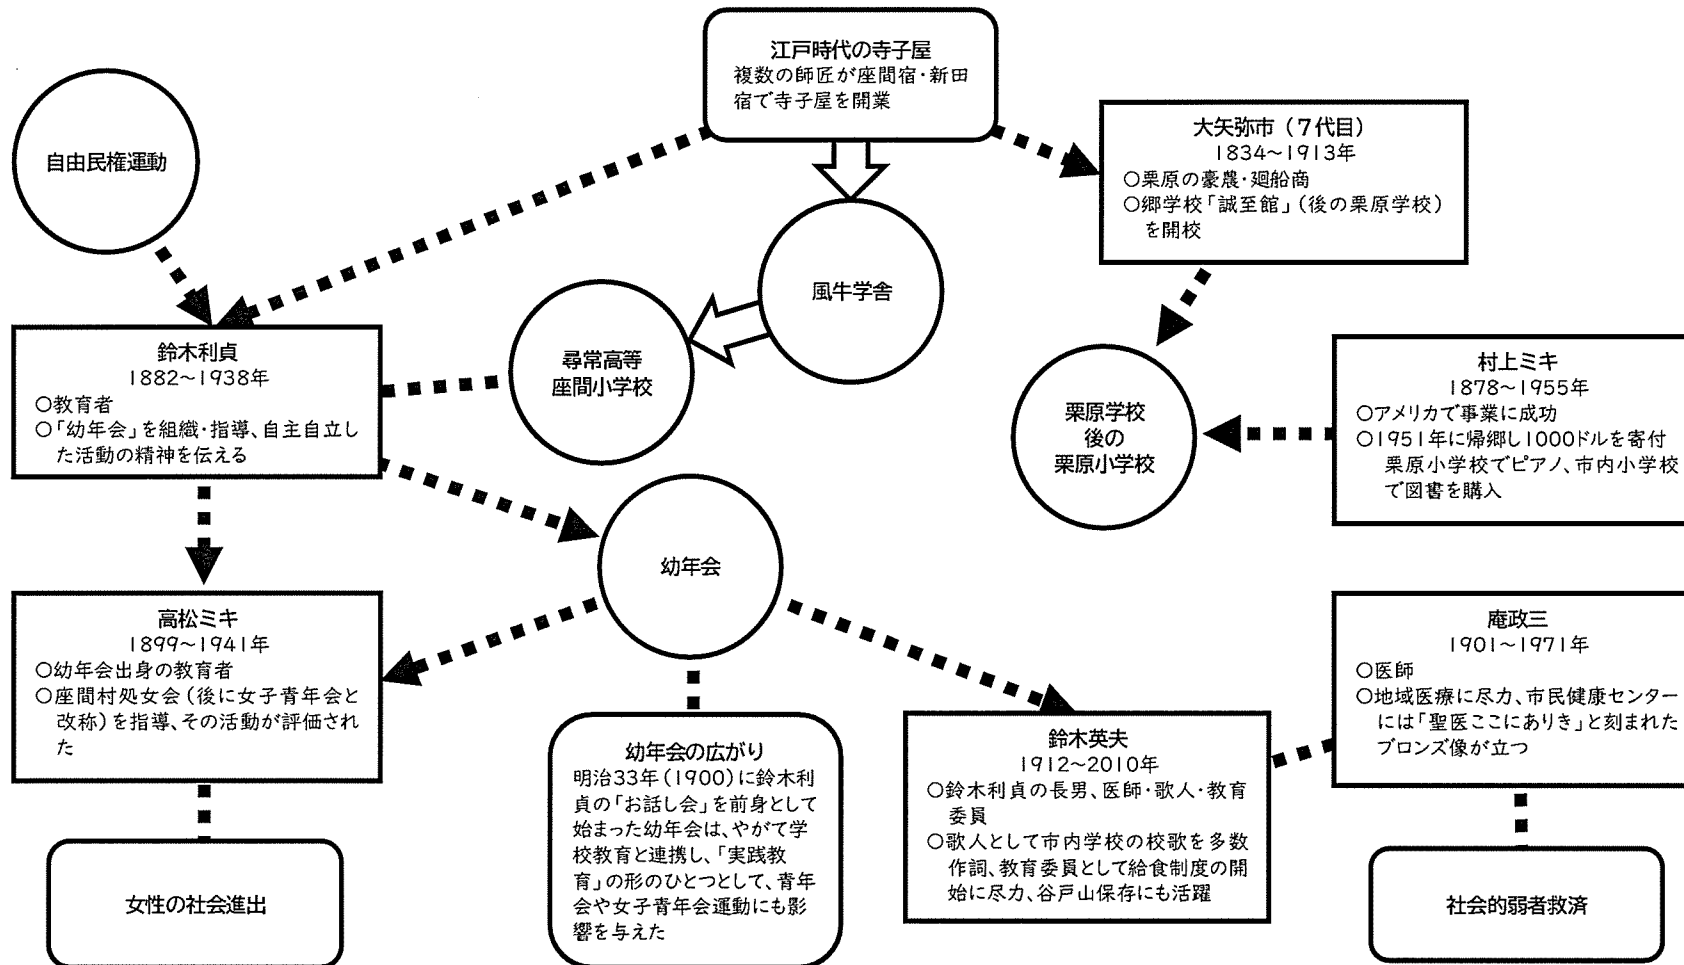 江戸時代の寺子屋
複数の師匠が座間宿・新田
宿で寺子屋を開業
自由民権運動
大矢弥市（7代目）
1834～1913年
○栗原の豪農・廻船商
○郷学校「誠至館」（後の栗原学校）
を開校
風牛学舎
尋常高等
座間小学校
鈴木利貞
1882～1938年
○教育者
○「幼年会」を組織・指導、自主自立し
た活動の精神を伝える
栗原学校
後の
栗原小学校
村上ミキ
1878～1955年
○アメリカで事業に成功
○1951年に帰郷し1000ドルを寄付
栗原小学校でピアノ、市内小学校
で図書を購入
幼年会
高松ミキ
1899～1941年
○幼年会出身の教育者
○座間村処女会（後に女子青年会と
改称）を指導、その活動が評価され
た
庵政三
1901～1971年
○医師
○地域医療に尽力、市民健康センター
には「聖医ここにありき」と刻まれた
ブロンズ像が立つ
幼年会の広がり
明治33年（1900）に鈴木利
貞の「お話し会」を前身として
始まった幼年会は、やがて学
校教育と連携し、「実践教
育」の形のひとつとして、青年
会や女子青年会運動にも影
響を与えた
鈴木英夫
1912～2010年
○鈴木利貞の長男、医師・歌人・教育
委員
○歌人として市内学校の校歌を多数
作詞、教育委員として給食制度の開
始に尽力、谷戸山保存にも活躍
女性の社会進出
社会的弱者救済